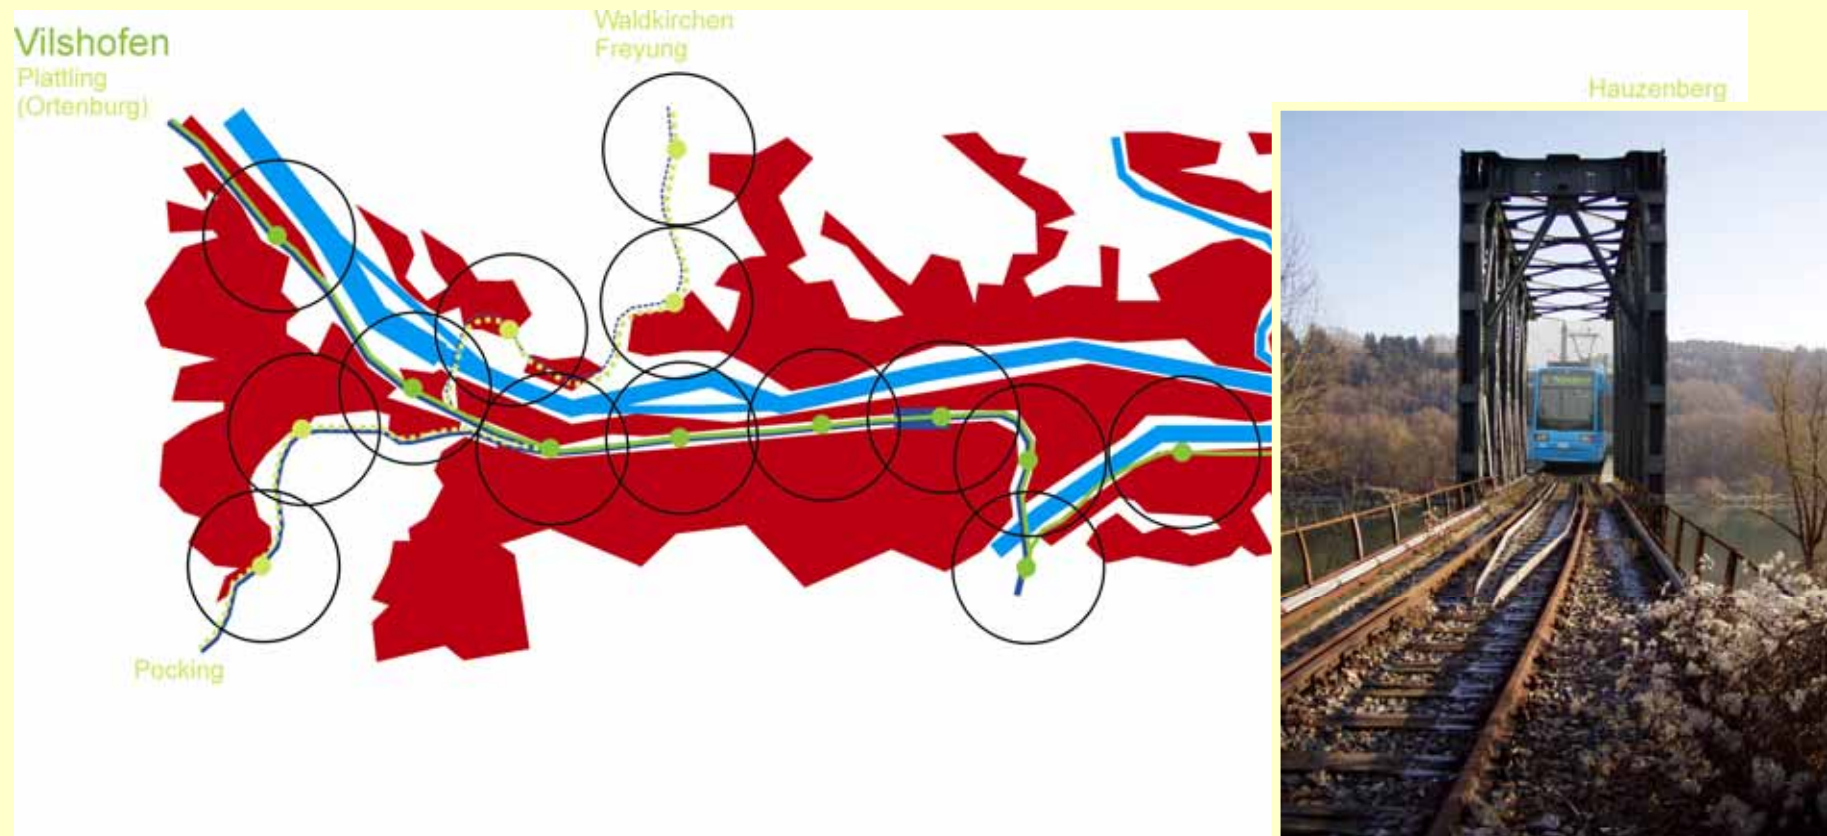 Vilshofen
Plattling
(Ortenburg)
Waldkirchen
Freyung
Hauzenberg
Pocking